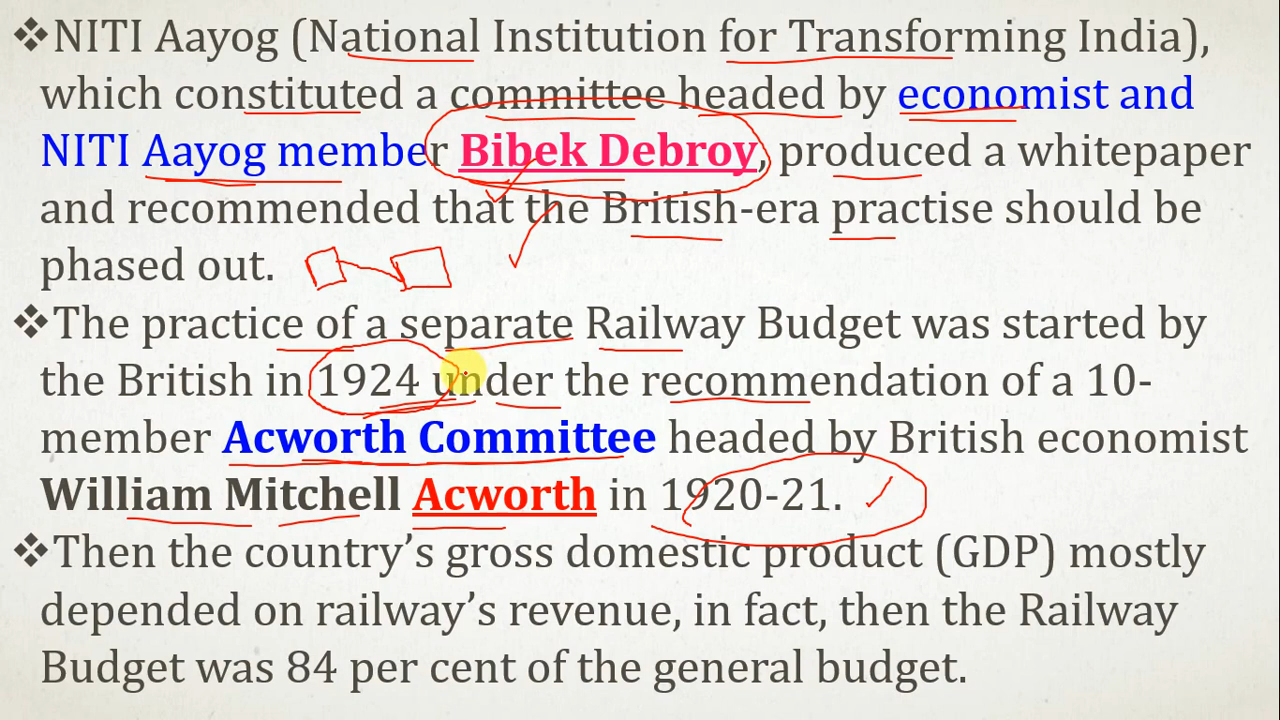 ❖NITI Aayog (National Institution for Transforming India),
which constituted a committee headed by economist and
NITI Aayog member Bibek Debroy, produced a whitepaper
and recommended that the British-era practise should be
phased out.
❖The practice of a separate Railway Budget was started by
the British in 1924 under the recommendation of a 10-
member Acworth Committee headed by British economist
William Mitchell Acworth in 1920-21.
❖Then the country’s gross domestic product (GDP) mostly
depended on railway’s revenue, in fact, then the Railway
Budget was 84 per cent of the general budget.